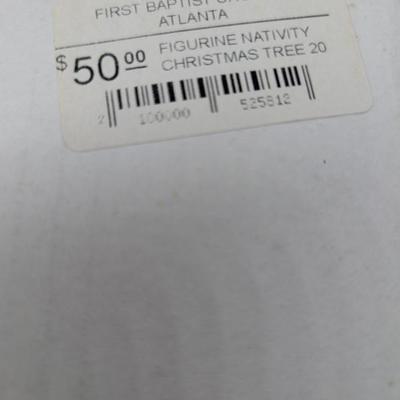 FIRST BAPTIST
ATLANTA
$50.00 FIGURINE NATIVITY
CHRISTMAS TREE 20
2 100000 525812